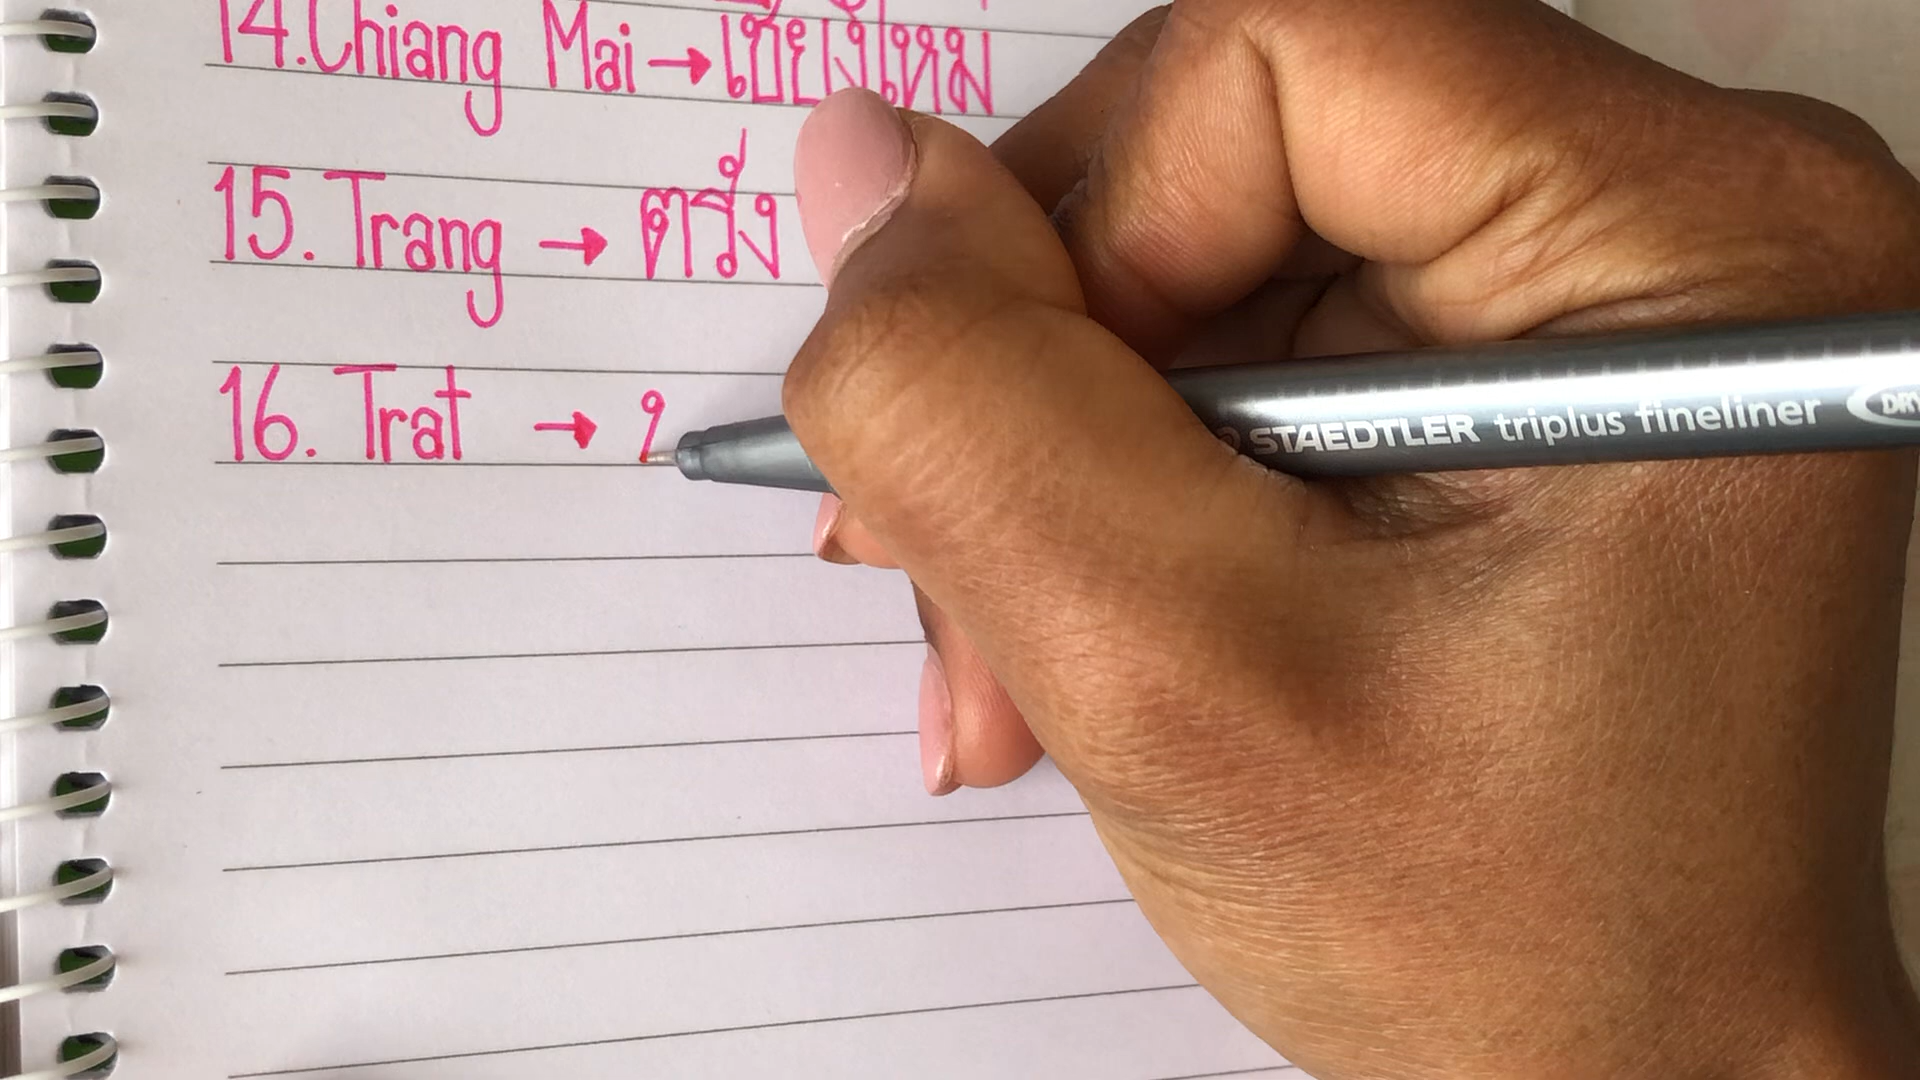 14. Chiang Mai → เชียงใหม่
15. Trang → ตรัง
16. Trat →
STAEDTLER triplus fineliner DRY